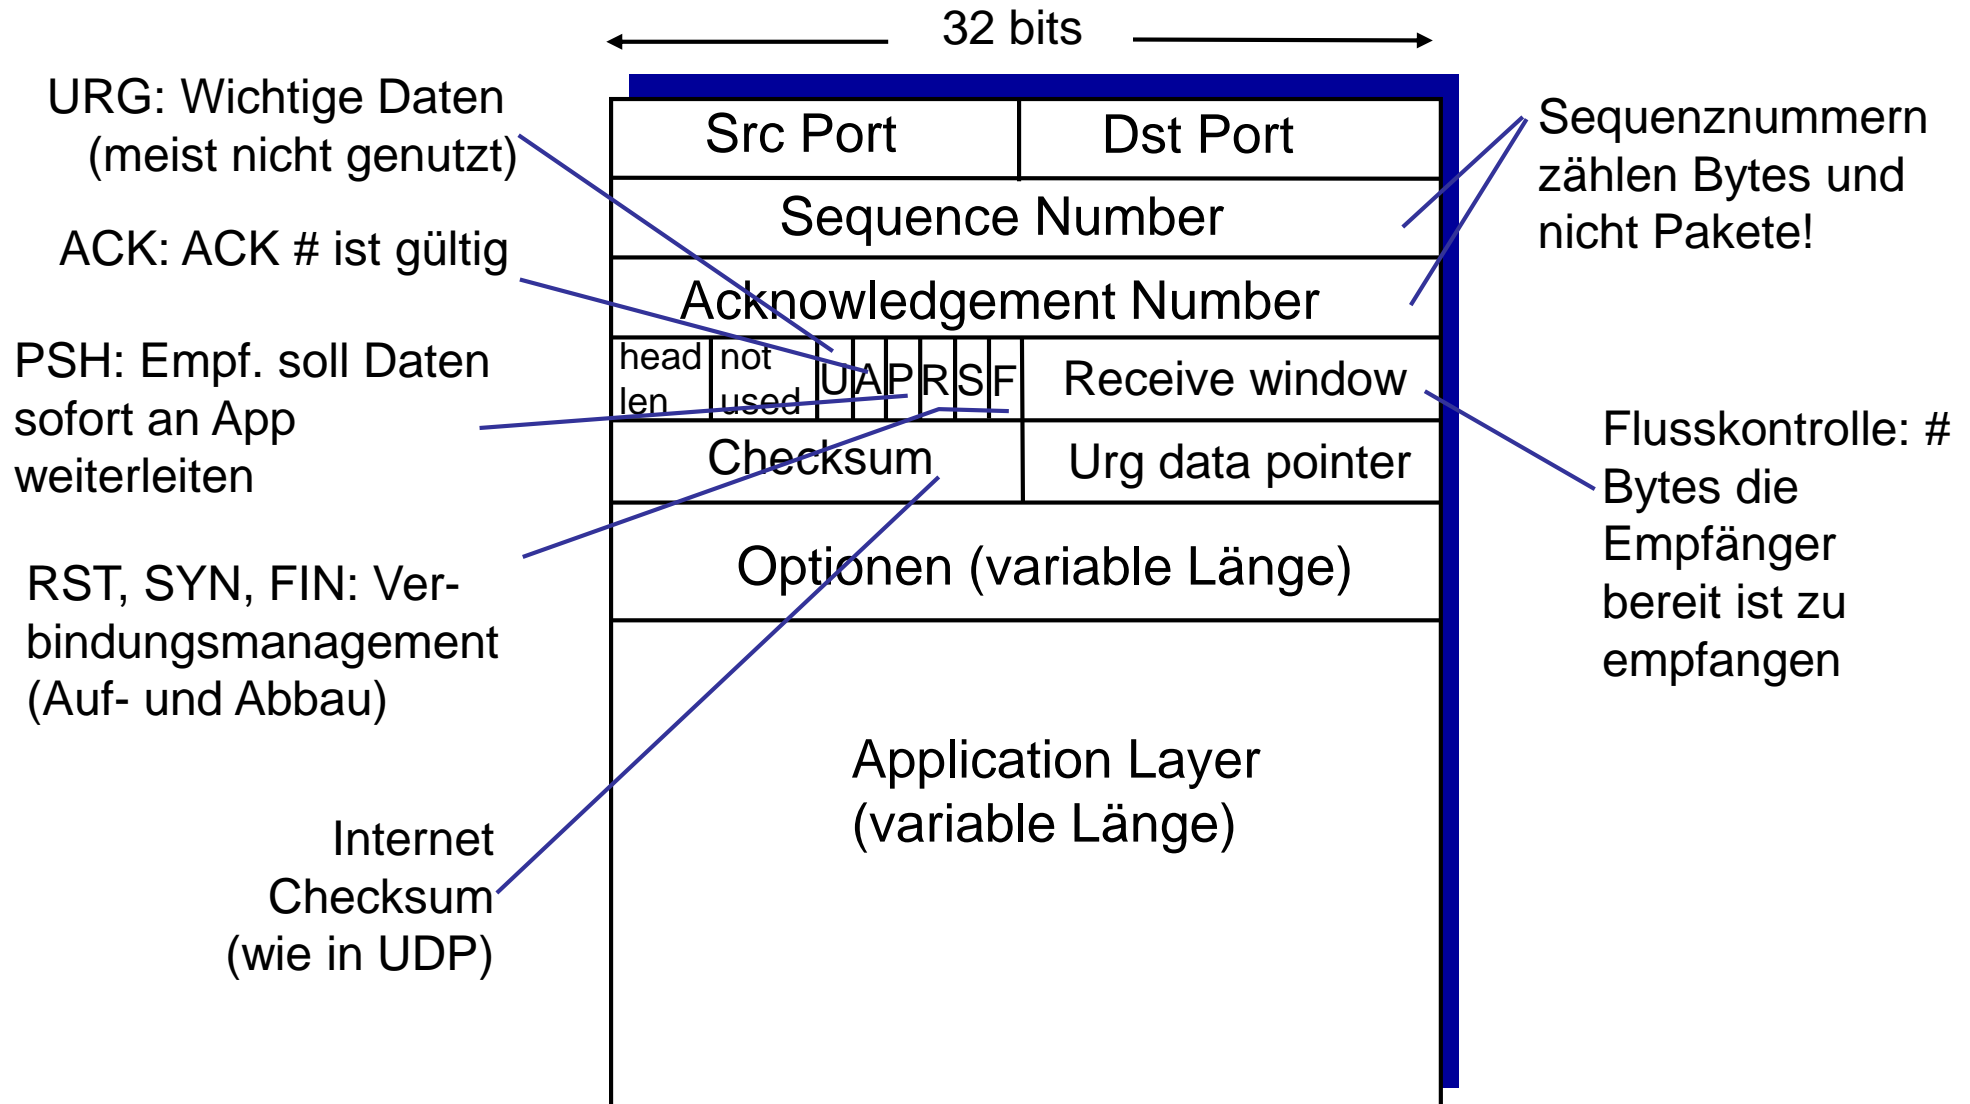 32 bits
URG: Wichtige Daten
(meist nicht genutzt)
ACK: ACK # ist gültig
PSH: Empf. soll Daten
sofort an App
weiterleiten
RST, SYN, FIN: Ver-
bindungsmanagement
(Auf- und Abbau)
Internet
Checksum
(wie in UDP)
Src Port
Dst Port
Sequence Number
Acknowledgement Number
head
len
not
used
U
A
P
R
S
F
Receive window
Checksum
Urg data pointer
Optionen (variable Länge)
Application Layer
(variable Länge)
Sequenznummern
zählen Bytes und
nicht Pakete!
Flusskontrolle: #
Bytes die
Empfänger
bereit ist zu
empfangen